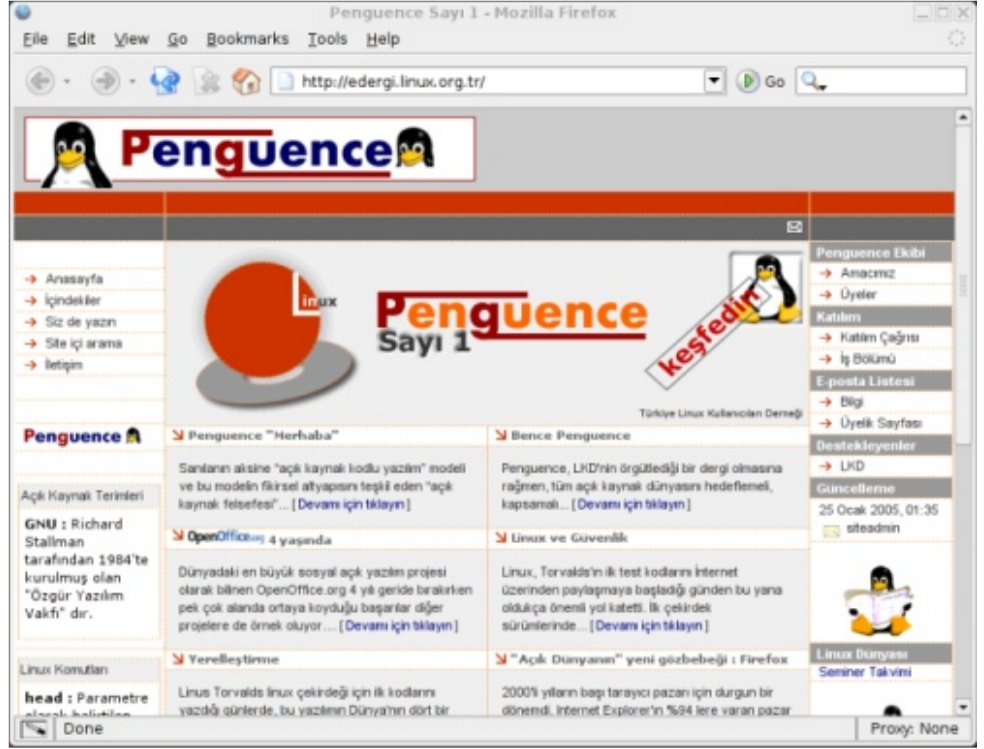 Penguence Sayı 1 - Mozilla Firefox
File Edit View Go Bookmarks Tools Help
http://edergi.linux.org.tr/
Go
Penguence
Anasayfa
İçindekiler
Siz de yazın
Site içi arama
İletişim
Penguence
Açık Kaynak Terimleri
GNU : Richard
Stallman
tarafından 1984'te
kurulmuş olan
"Özgür Yazılım
Vakfı" dır.
Linux Komutları
head : Parametre
olarak belirtilen
Linux
Penguence
Sayı 1
keşfedin
Türkiye Linux Kullanıcıları Derneği
Penguence "Herhaba"
Sanılanın aksine "açık kaynak kodlu yazılım" modeli
ve bu modelin fikirsel altyapısını teşkil eden "açık
kaynak felsefesi"... [ Devamı için tıklayın ]
Bence Penguence
Penguence, LKD'nin örgütlediği bir dergi olmasına
rağmen, tüm açık kaynak dünyasını hedeflemeli,
kapsamalı... [ Devamı için tıklayın ]
OpenOffice.org 4 yaşında
Dünyadaki en büyük sosyal açık yazılım projesi
olarak bilinen OpenOffice.org 4 yılı geride bırakırken
pek çok alanda ortaya koyduğu başarılar diğer
projelere de örnek oluyor.... [ Devamı için tıklayın ]
Linux ve Güvenlik
Linux, Torvalds'ın ilk test kodlarını İnternet
üzerinden paylaşmaya başladığı günden bu yana
oldukça önemli yol katetti. İlk çekirdek
sürümlerinde... [ Devamı için tıklayın ]
Yerelleştirme
Linus Torvalds linux çekirdeği için ilk kodlarını
yazdığı günlerde, bu yazılımın Dünya'nın dört bir
"Açık Dünyanın" yeni gözbebeği : Firefox
2000'li yılların başı tarayıcı pazarı için durgun bir
dönemdi. Internet Explorer'ın %94 lere varan pazar
Penguence Ekibi
Amacımız
Üyeler
Katılım
Katılım Çağrısı
İş Bölümü
E-posta Listesi
Bilgi
Üyelik Sayfası
Destekleyenler
LKD
Güncelleme
25 Ocak 2005, 01:35
siteadmin
Linux Dünyası
Seminer Takvimi
Done
Proxy: None